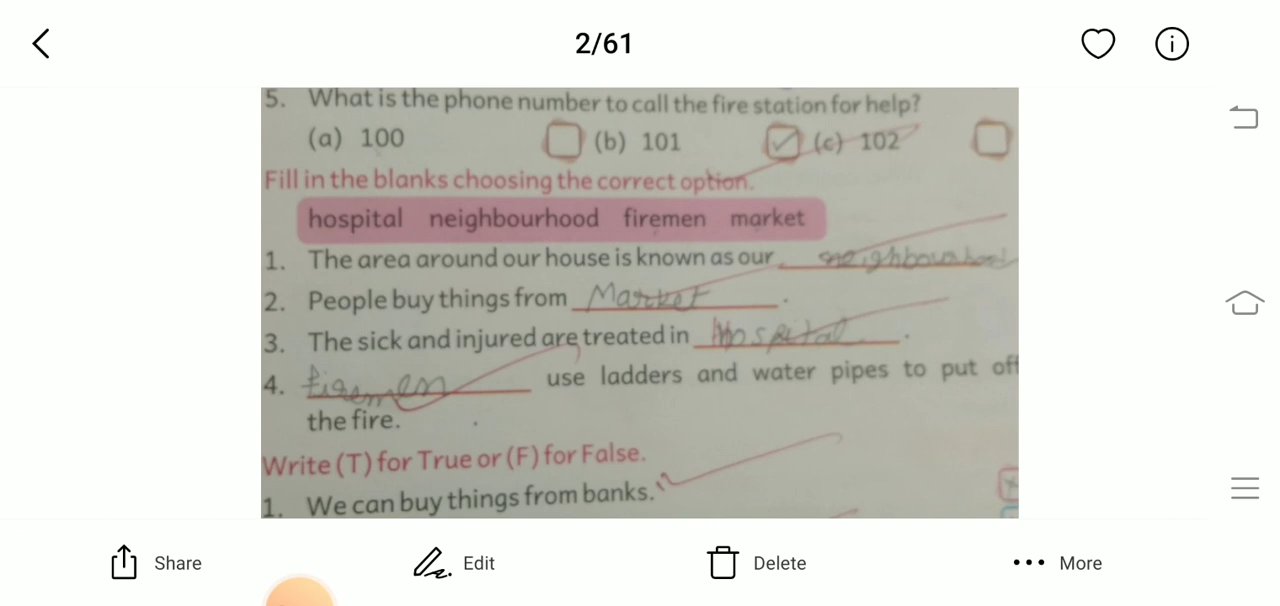 2/61
5. What is the phone number to call the fire station for help?
(a) 100 (b) 101 (c) 102
Fill in the blanks choosing the correct option.
hospital neighbourhood firemen market
1. The area around our house is known as our neighbourhood
2. People buy things from Market.
3. The sick and injured are treated in Hospital.
4. firemen use ladders and water pipes to put off
the fire.
Write (T) for True or (F) for False.
1. We can buy things from banks.
Share Edit Delete More